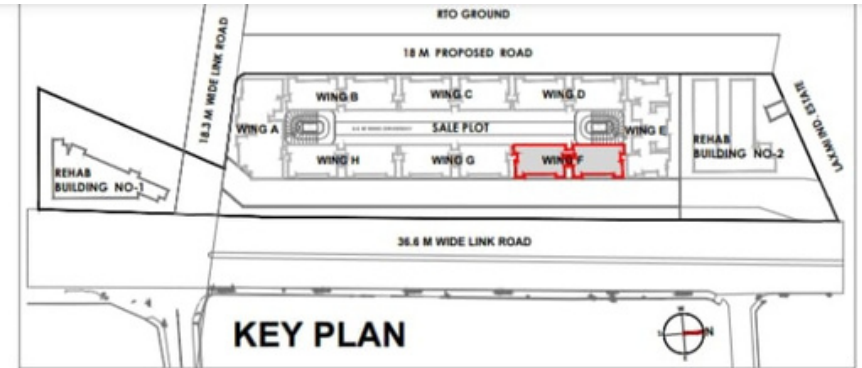 RTO GROUND
18 M PROPOSED ROAD
18.3 M WIDE LINK ROAD
WING B
WING C
WING D
WING A
SALE PLOT
WING E
WING H
WING G
WING F
REHAB
BUILDING NO-1
REHAB
BUILDING NO-2
LAXMI IND. ESTATE
36.6 M WIDE LINK ROAD
KEY PLAN
N